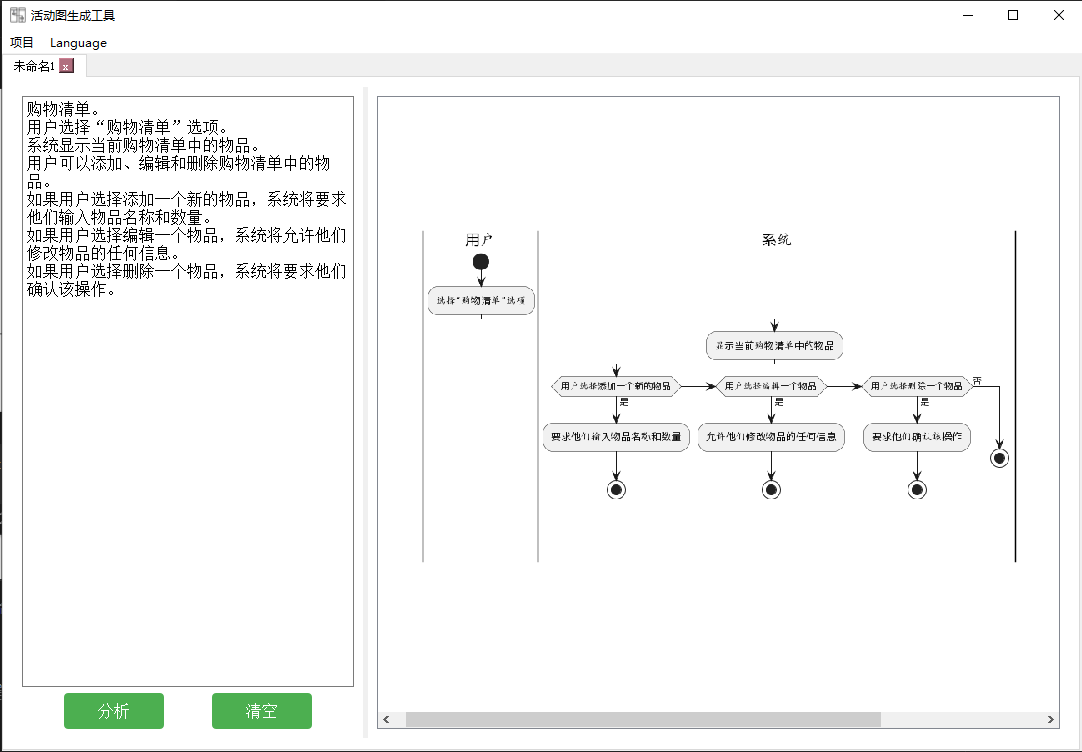 活动图生成工具
项目 Language
未命名1 x
购物清单。
用户选择“购物清单”选项。
系统显示当前购物清单中的物品。
用户可以添加、编辑和删除购物清单中的物
品。
如果用户选择添加一个新的物品，系统将要求
他们输入物品名称和数量。
如果用户选择编辑一个物品，系统将允许他们
修改物品的任何信息。
如果用户选择删除一个物品，系统将要求他们
确认该操作。
分析 清空
用户 系统
选择“购物清单”选项
显示当前购物清单中的物品
用户选择添加一个新的物品 用户选择编辑一个物品 用户选择删除一个物品 否
是 是 是
要求他们输入物品名称和数量 允许他们修改物品的任何信息 要求他们确认该操作